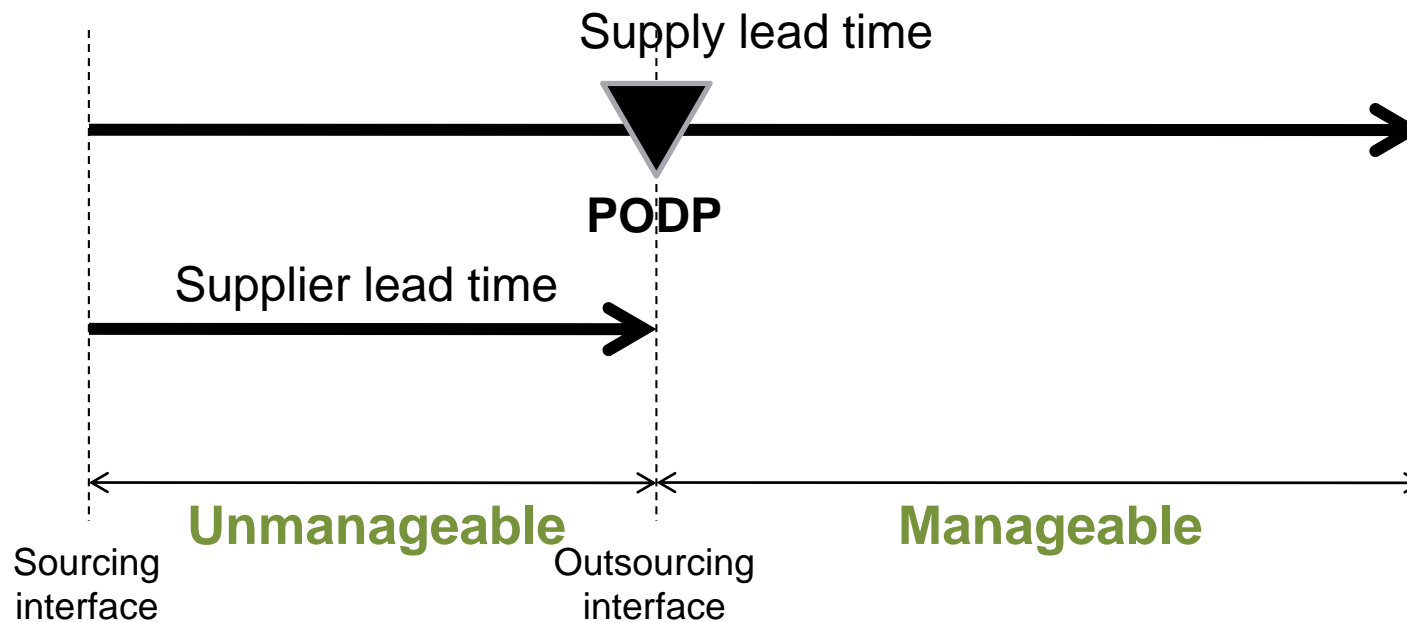 Supply lead time
PODP
Supplier lead time
Unmanageable
Manageable
Sourcing
interface
Outsourcing
interface